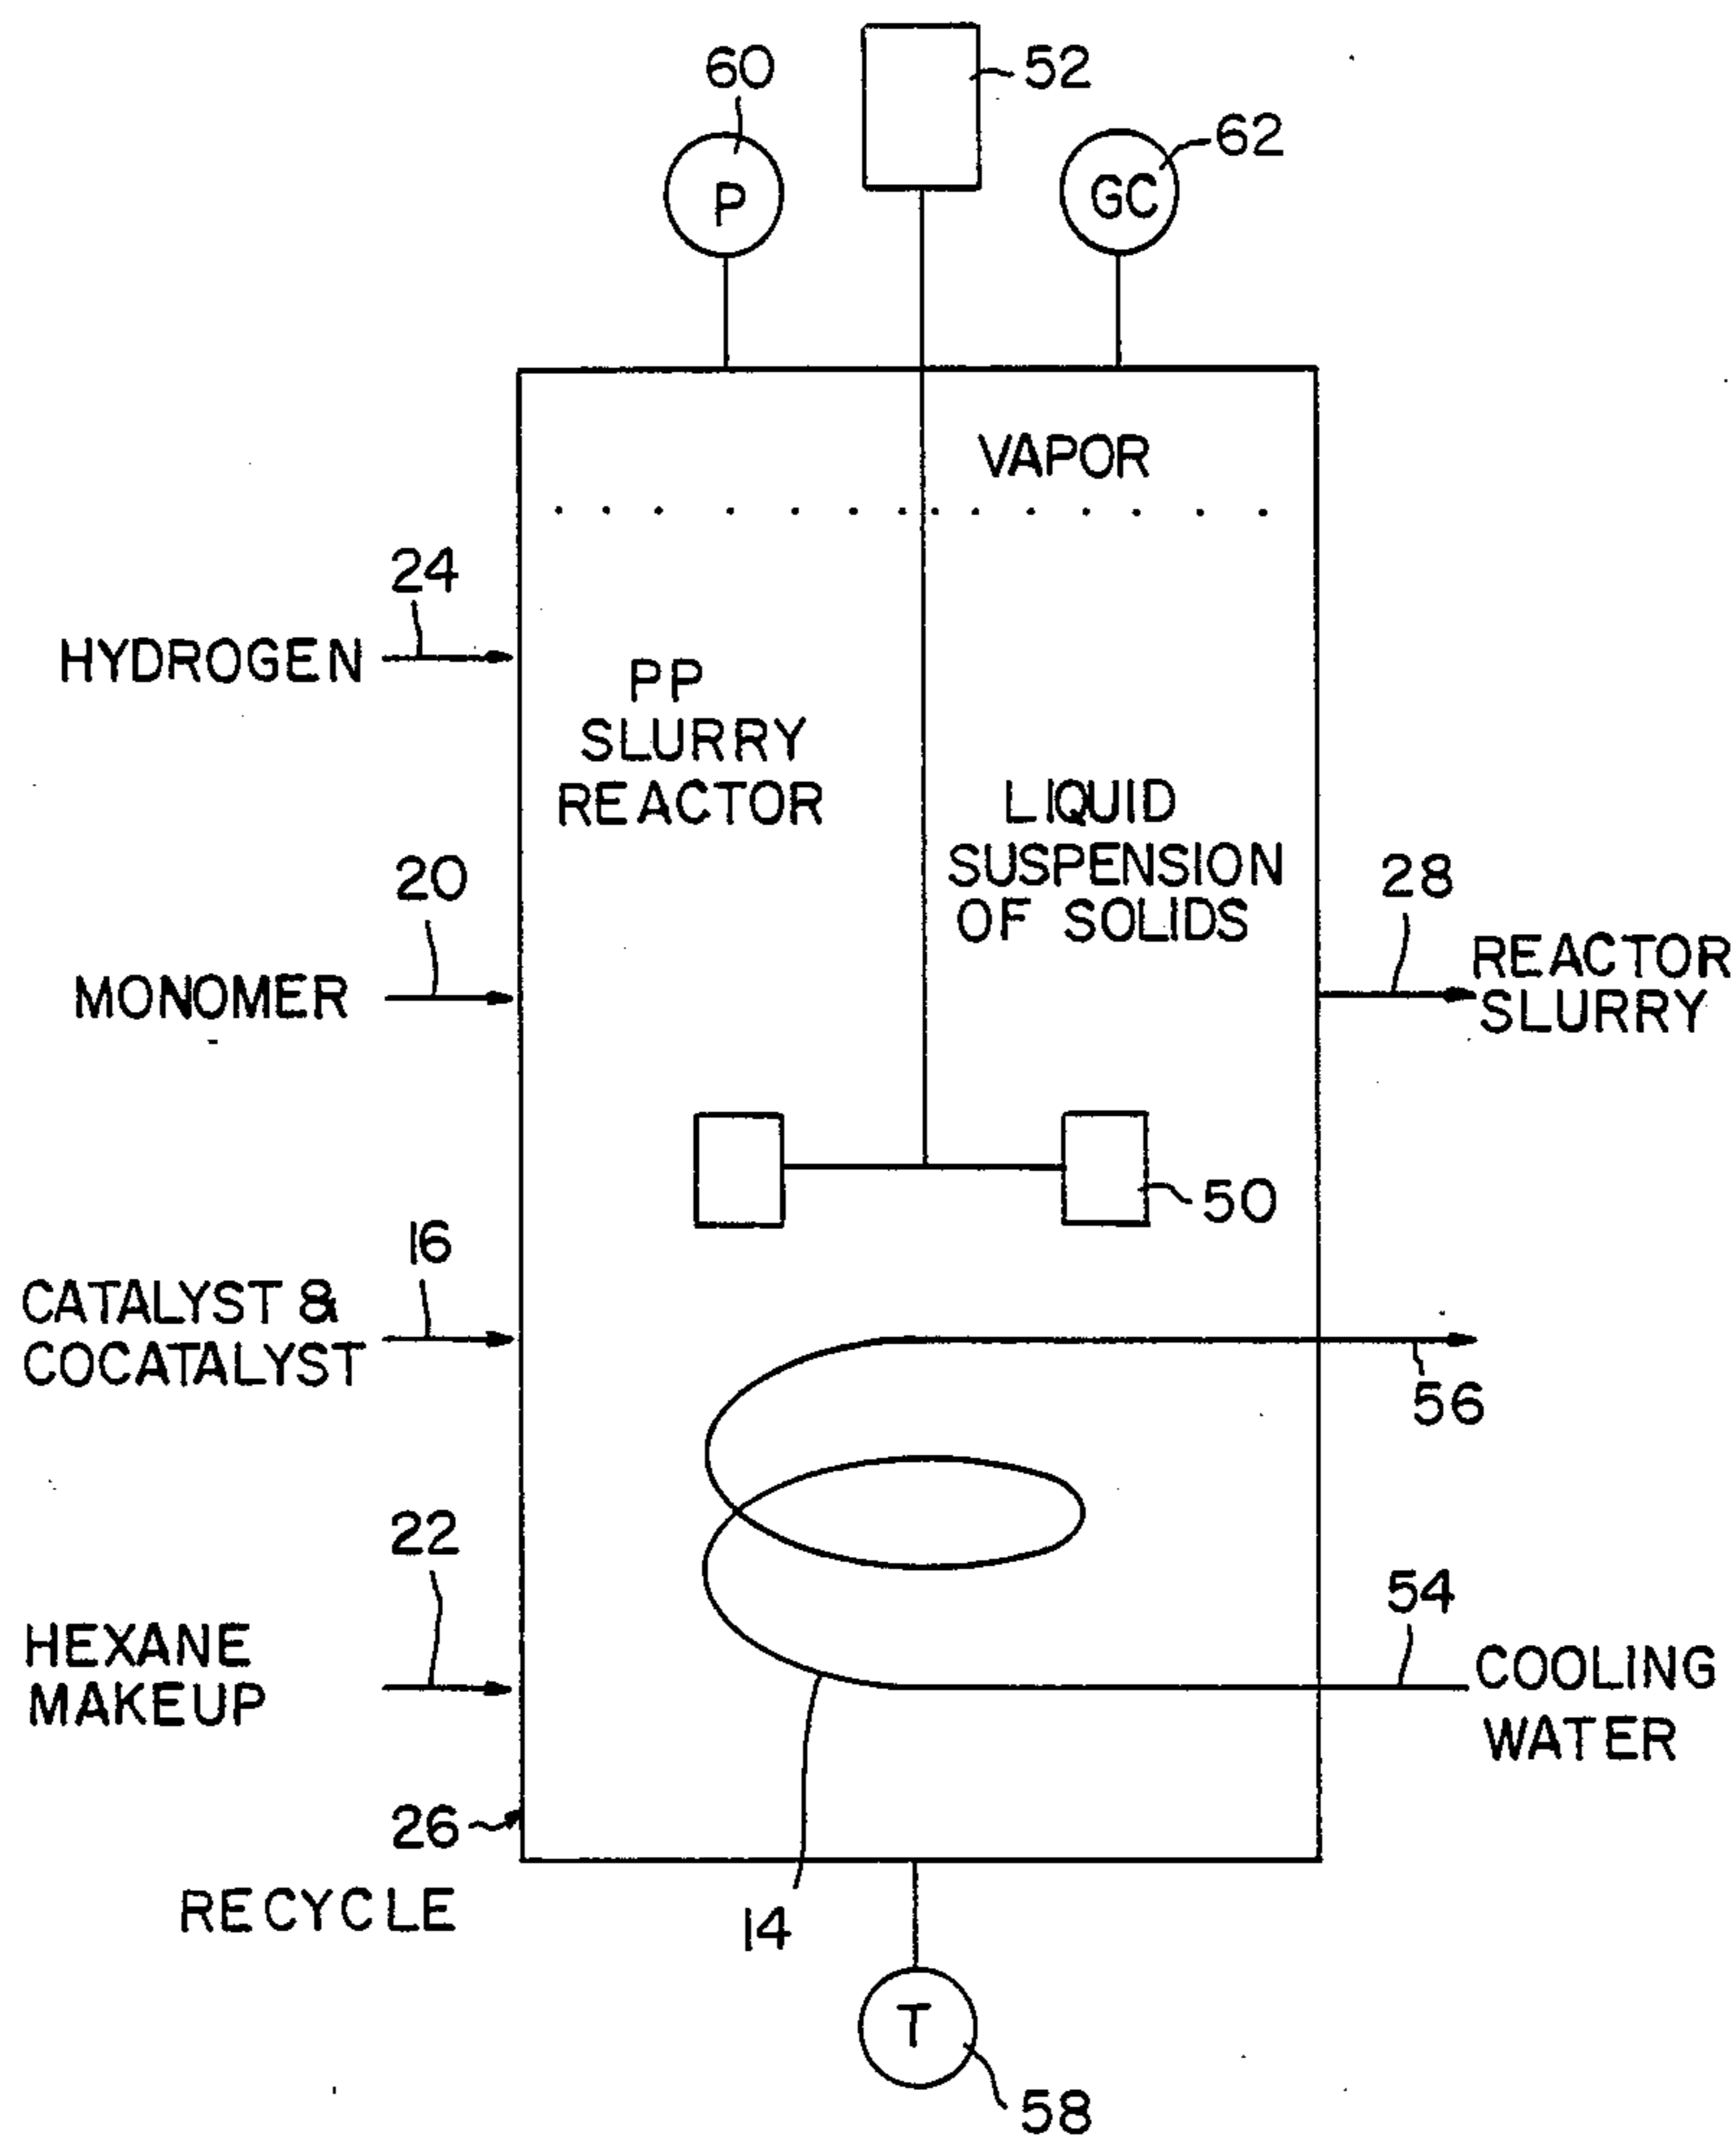 60
52
62
P
GC
VAPOR
24
HYDROGEN
PP
SLURRY
REACTOR
LIQUID
SUSPENSION
OF SOLIDS
20
MONOMER
28
REACTOR
SLURRY
50
16
CATALYST &
COCATALYST
56
22
HEXANE
MAKEUP
54
COOLING
WATER
26
RECYCLE
14
T
58